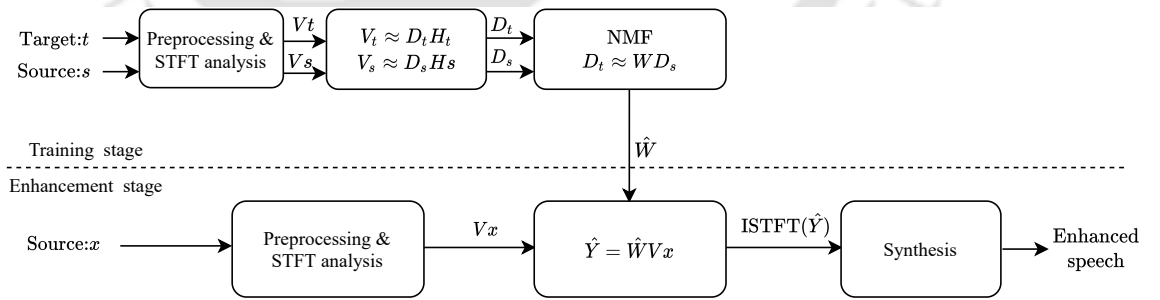 Target:t
Source:s
Preprocessing &
STFT analysis
Vt
Vs
V_t ≈ D_t H_t
V_s ≈ D_s Hs
D_t
D_s
NMF
D_t ≈ W D_s
Training stage
Ŵ
Enhancement stage
Source:x
Preprocessing &
STFT analysis
Vx
Ŷ = ŴVx
ISTFT(Ŷ)
Synthesis
Enhanced
speech